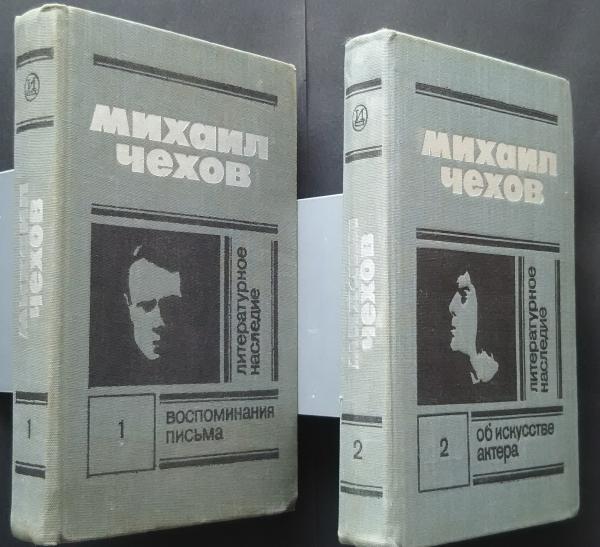 михаил
чехов
литературное
наследие
1
воспоминания
письма
чехов
1
михаил
чехов
литературное
наследие
2
об искусстве
актера
чехов
2